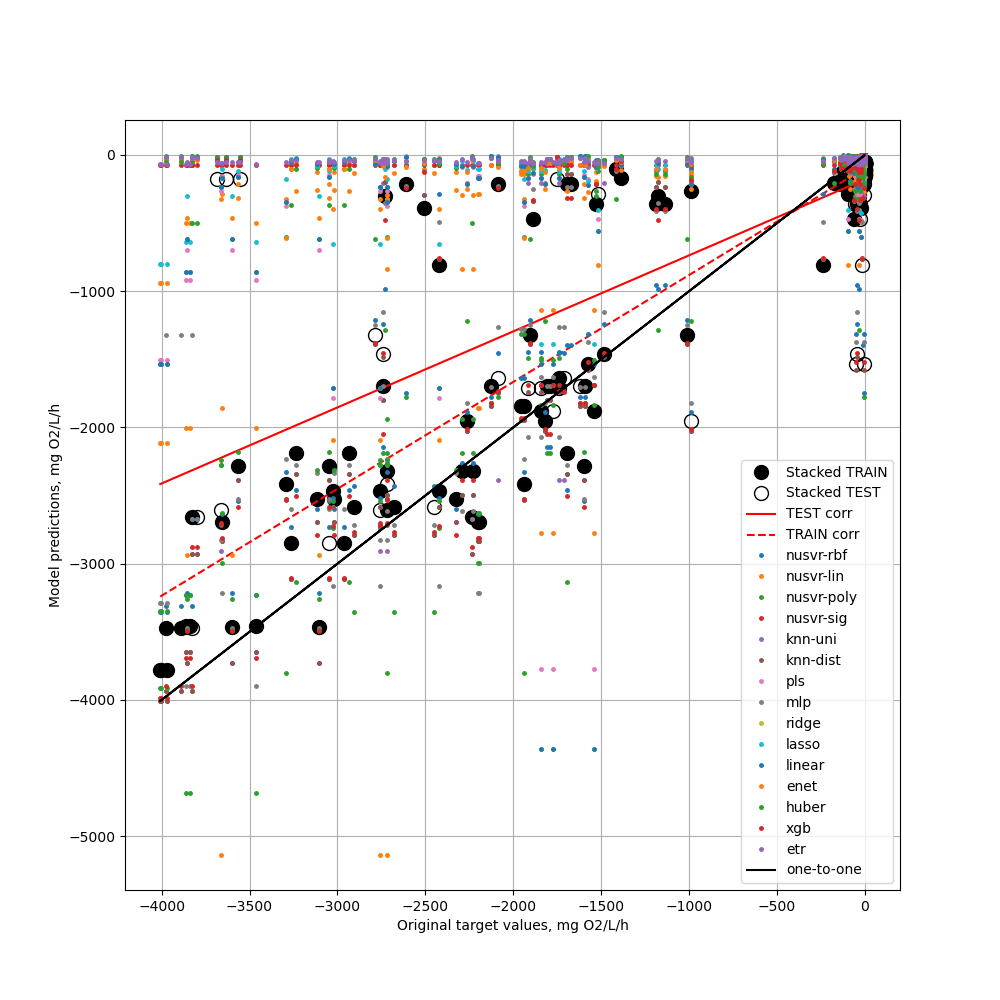 0
−1000
−2000
−3000
−4000
−5000
Model predictions, mg O2/L/h
−4000 −3500 −3000 −2500 −2000 −1500 −1000 −500 0
Original target values, mg O2/L/h
Stacked TRAIN
Stacked TEST
TEST corr
TRAIN corr
nusvr-rbf
nusvr-lin
nusvr-poly
nusvr-sig
knn-uni
knn-dist
pls
mlp
ridge
lasso
linear
enet
huber
xgb
etr
one-to-one